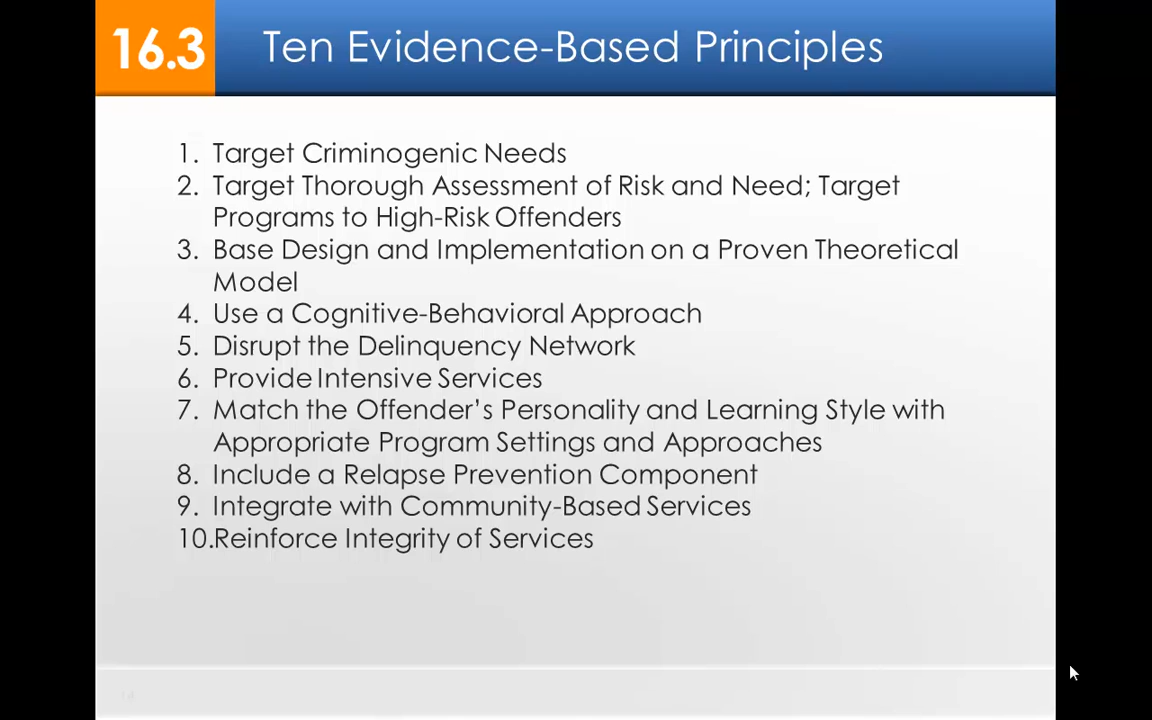 16.3 Ten Evidence-Based Principles
1. Target Criminogenic Needs
2. Target Thorough Assessment of Risk and Need; Target
Programs to High-Risk Offenders
3. Base Design and Implementation on a Proven Theoretical
Model
4. Use a Cognitive-Behavioral Approach
5. Disrupt the Delinquency Network
6. Provide Intensive Services
7. Match the Offender’s Personality and Learning Style with
Appropriate Program Settings and Approaches
8. Include a Relapse Prevention Component
9. Integrate with Community-Based Services
10.Reinforce Integrity of Services